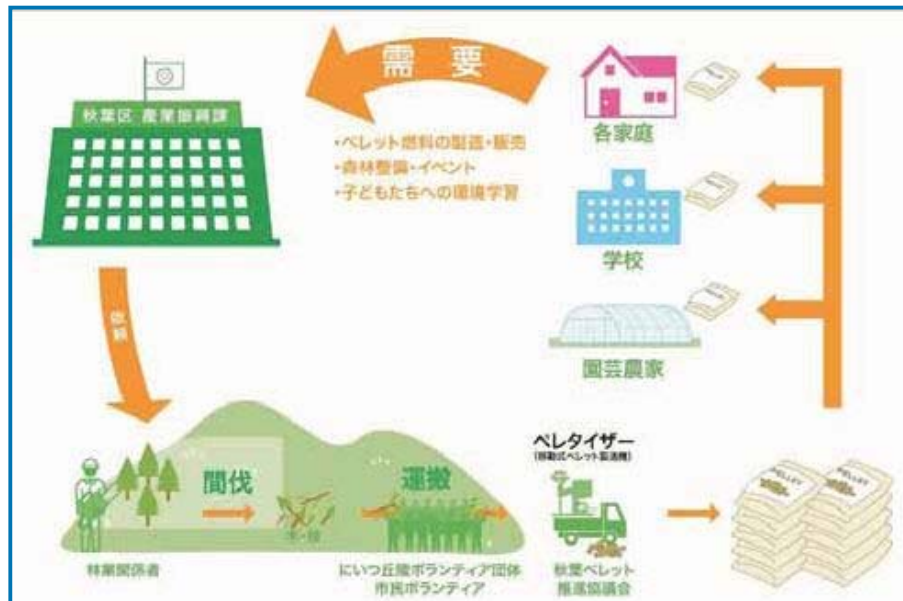 需要
秋葉区 産業振興課
・ペレット燃料の製造・販売
・森林整備・イベント
・子どもたちへの環境学習
各家庭
学校
園芸農家
ペレタイザー
(移動式ペレット製造機)
間伐
運搬
林業関係者
にいつ丘陵ボランティア団体
市民ボランティア
秋葉ペレット
推進協議会
PELLET
PELLET